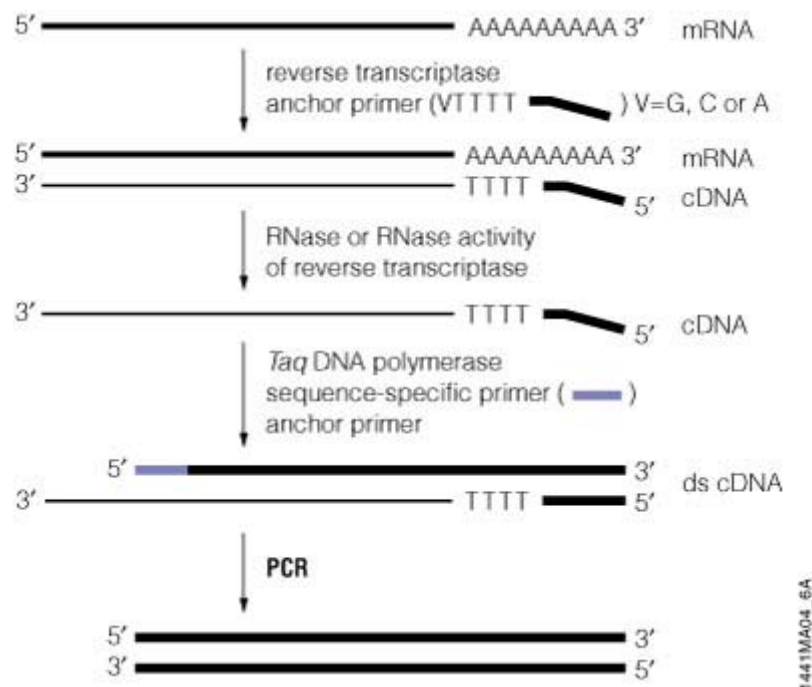 5′ AAAAAAAAA 3′ mRNA
reverse transcriptase
anchor primer (VTTTT ) V=G, C or A
5′ AAAAAAAAA 3′ mRNA
3′ TTTT 5′ cDNA
RNase or RNase activity
of reverse transcriptase
3′ TTTT 5′ cDNA
Taq DNA polymerase
sequence-specific primer ( )
anchor primer
5′ 3′
ds cDNA
3′ TTTT 5′
PCR
5′ 3′
3′ 5′